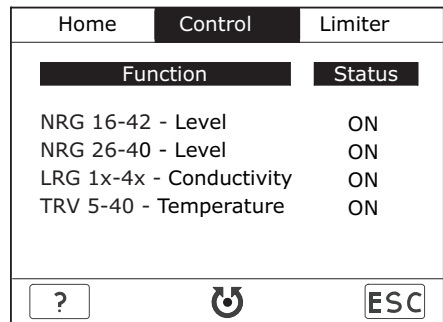 Home Control Limiter
Function Status
NRG 16-42 - Level ON
NRG 26-40 - Level ON
LRG 1x-4x - Conductivity ON
TRV 5-40 - Temperature ON
? ESC